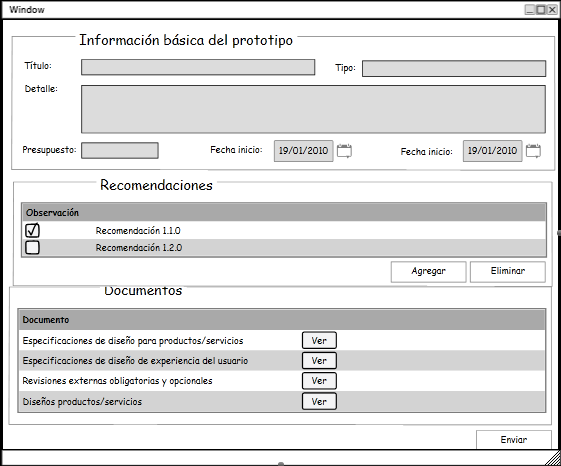 Window
Información básica del prototipo
Título: Tipo:
Detalle:
Presupuesto: Fecha inicio: 19/01/2010 Fecha inicio: 19/01/2010
Recomendaciones
Observación
Recomendación 1.1.0
Recomendación 1.2.0
Agregar Eliminar
Documentos
Documento
Especificaciones de diseño para productos/servicios Ver
Especificaciones de diseño de experiencia del usuario Ver
Revisiones externas obligatorias y opcionales Ver
Diseños productos/servicios Ver
Enviar